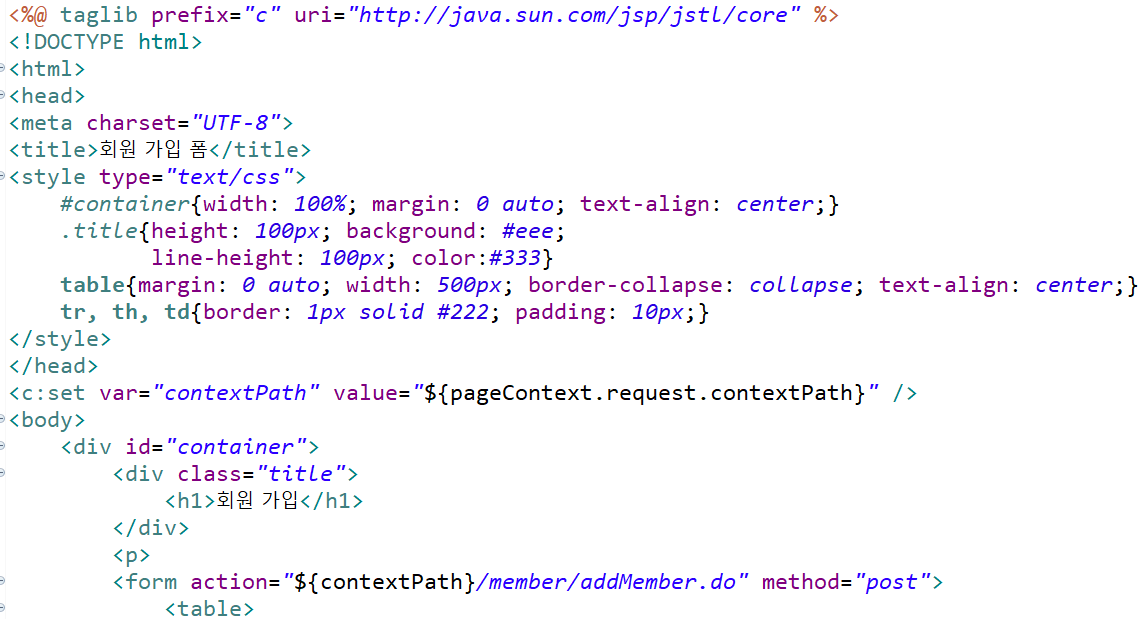 <%@ taglib prefix="c" uri="http://java.sun.com/jsp/jstl/core" %>
<!DOCTYPE html>
<html>
<head>
<meta charset="UTF-8">
<title>회원 가입 폼</title>
<style type="text/css">
    #container{width: 100%; margin: 0 auto; text-align: center;}
    .title{height: 100px; background: #eee;
           line-height: 100px; color:#333}
    table{margin: 0 auto; width: 500px; border-collapse: collapse; text-align: center;}
    tr, th, td{border: 1px solid #222; padding: 10px;}
</style>
</head>
<c:set var="contextPath" value="${pageContext.request.contextPath}" />
<body>
    <div id="container">
        <div class="title">
            <h1>회원 가입</h1>
        </div>
        <p>
        <form action="${contextPath}/member/addMember.do" method="post">
            <table>